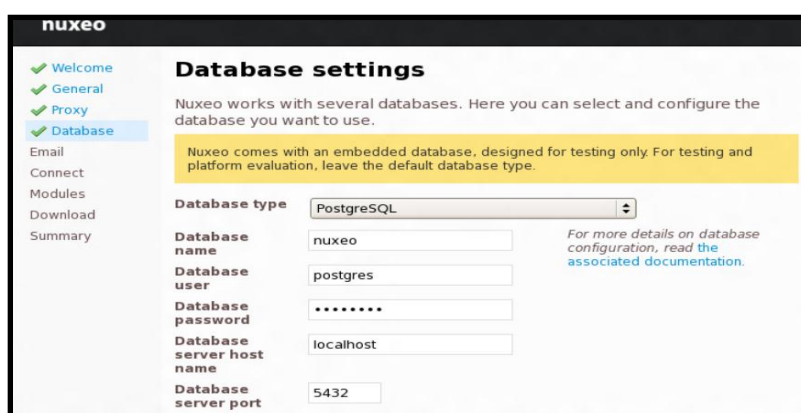 nuxeo
Welcome
General
Proxy
Database
Email
Connect
Modules
Download
Summary
Database settings
Nuxeo works with several databases. Here you can select and configure the
database you want to use.
Nuxeo comes with an embedded database, designed for testing only. For testing and
platform evaluation, leave the default database type.
Database type
PostgreSQL
Database
name
nuxeo
Database
user
postgres
Database
password
••••••••
Database
server host
name
localhost
Database
server port
5432
For more details on database
configuration, read the
associated documentation.